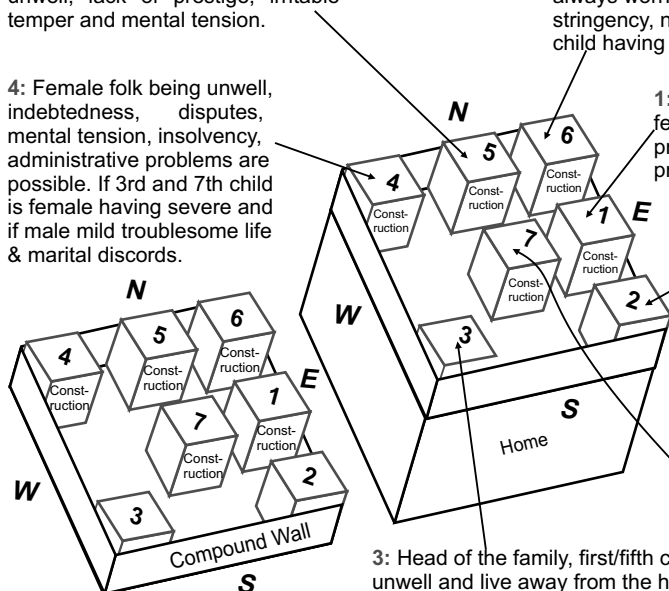 unwell, lack of prestige, irritable
temper and mental tension.
stringency, n
child having
4: Female folk being unwell,
indebtedness, disputes,
mental tension, insolvency,
administrative problems are
possible. If 3rd and 7th child
is female having severe and
if male mild troublesome life
& marital discords.
1:
fe
pr
pr
N
4
Const-
ruction
5
Const-
ruction
6
Const-
ruction
7
Const-
ruction
1
Const-
ruction
E
2
3
W
S
Home
N
4
Const-
ruction
5
Const-
ruction
6
Const-
ruction
7
Const-
ruction
1
Const-
ruction
E
2
3
W
Compound Wall
S
3: Head of the family, first/fifth c
unwell and live away from the h